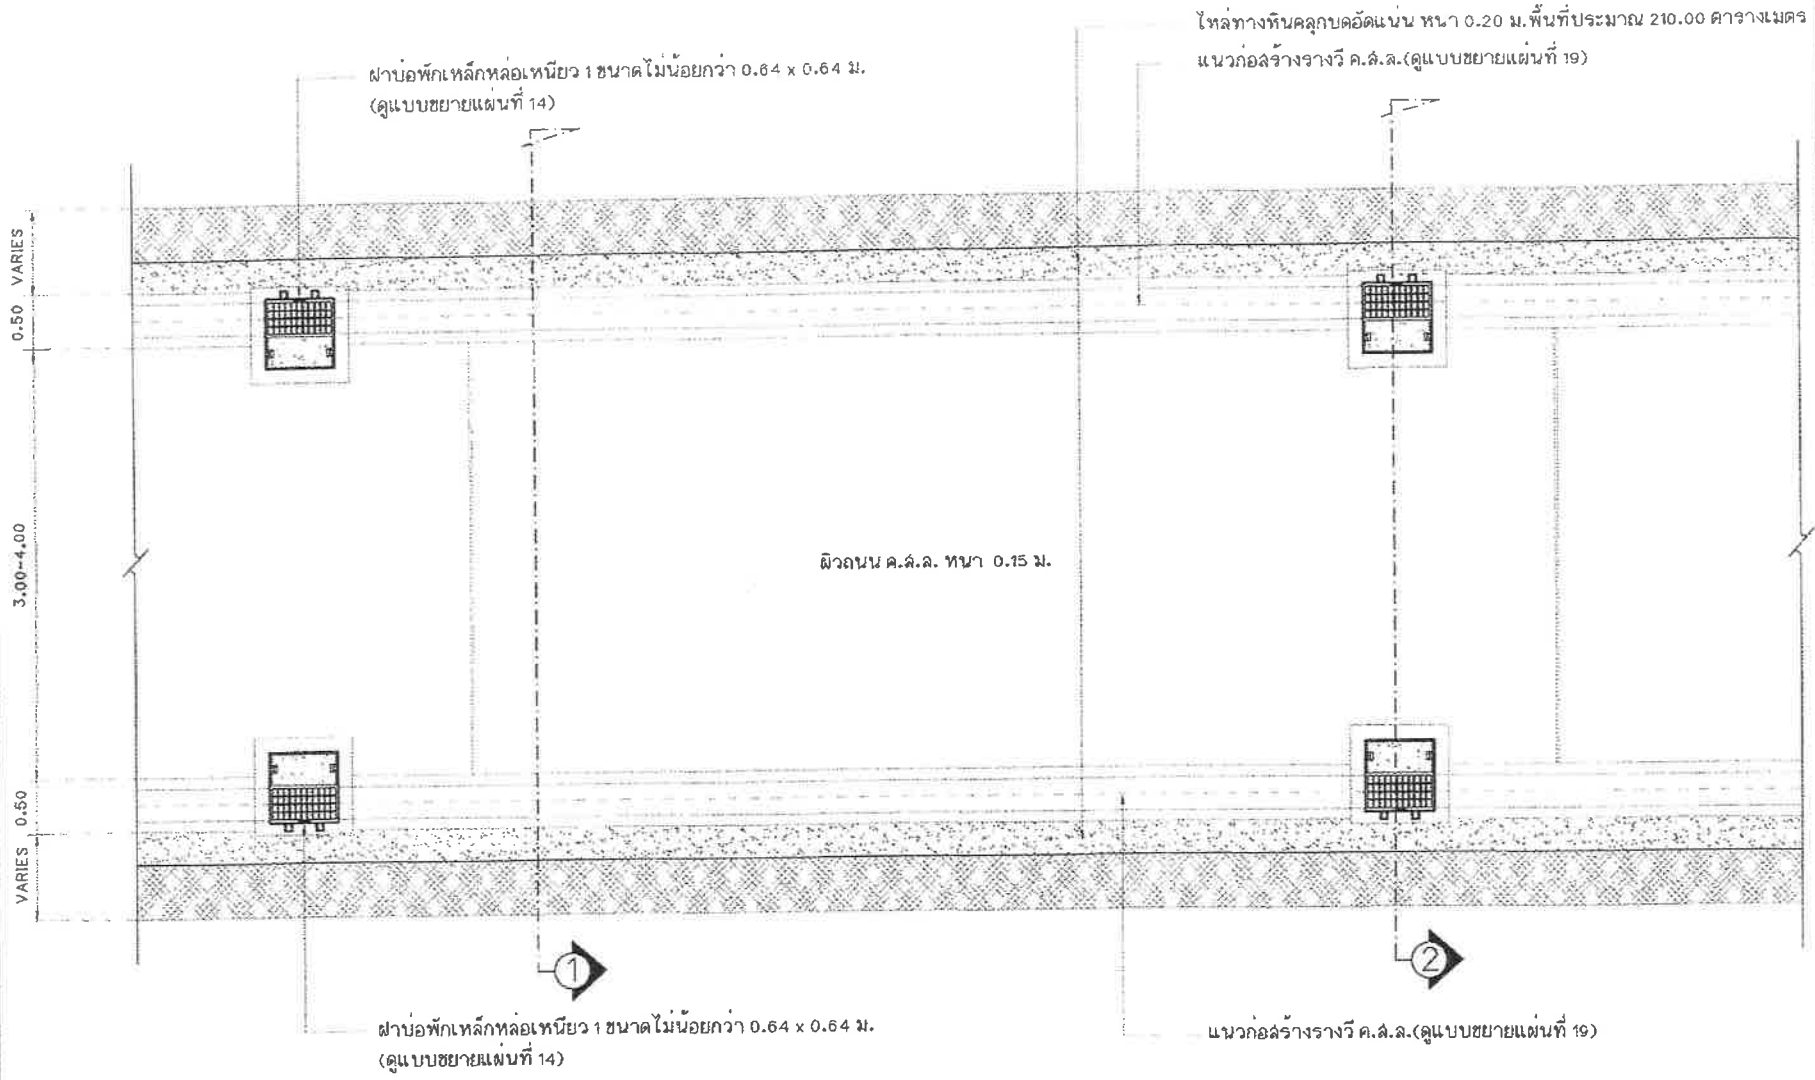 ไหล่ทางหินคลุกบดอัดแน่น หนา 0.20 ม.พื้นที่ประมาณ 210.00 ตารางเมตร
แนวก่อสร้างรางวี ค.ส.ล.(ดูแบบขยายแผ่นที่ 19)
ฝาบ่อพักเหล็กหล่อเหนียว 1 ขนาดไม่น้อยกว่า 0.64 x 0.64 ม.
(ดูแบบขยายแผ่นที่ 14)
VARIES
0.50
3.00-4.00
0.50
VARIES
ผิวถนน ค.ส.ล. หนา 0.15 ม.
1
2
ฝาบ่อพักเหล็กหล่อเหนียว 1 ขนาดไม่น้อยกว่า 0.64 x 0.64 ม.
(ดูแบบขยายแผ่นที่ 14)
แนวก่อสร้างรางวี ค.ส.ล.(ดูแบบขยายแผ่นที่ 19)